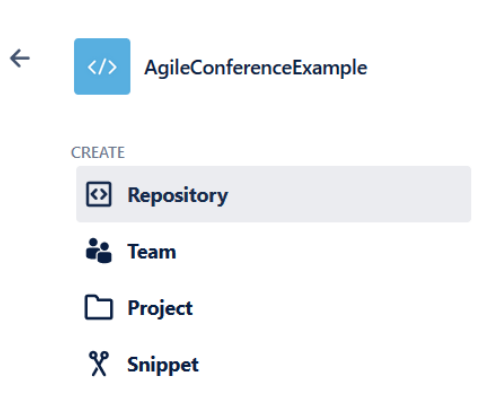 AgileConferenceExample
CREATE
Repository
Team
Project
Snippet